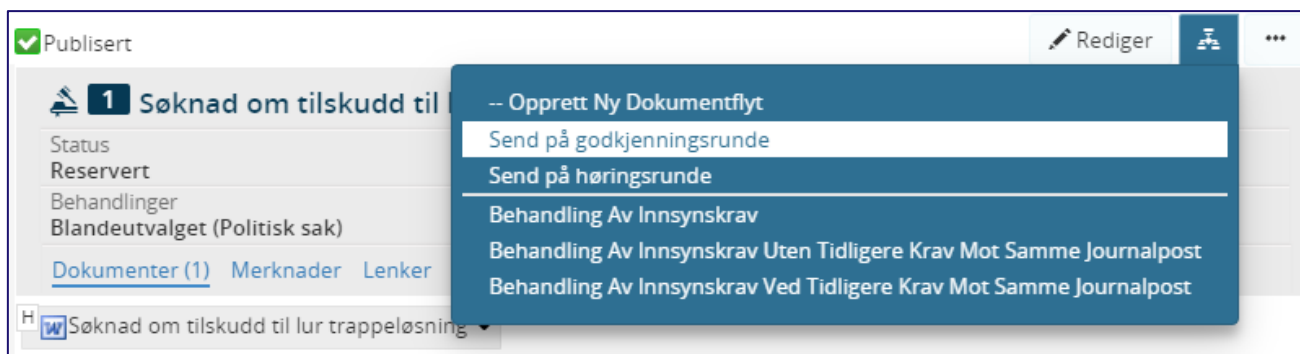 Publisert
Rediger
•••
1 Søknad om tilskudd til
Status
Reservert
Behandlinger
Blandeutvalget (Politisk sak)
Dokumenter (1) Merknader Lenker
H
Søknad om tilskudd til lur trappeløsning
-- Opprett Ny Dokumentflyt
Send på godkjenningsrunde
Send på høringsrunde
Behandling Av Innsynskrav
Behandling Av Innsynskrav Uten Tidligere Krav Mot Samme Journalpost
Behandling Av Innsynskrav Ved Tidligere Krav Mot Samme Journalpost